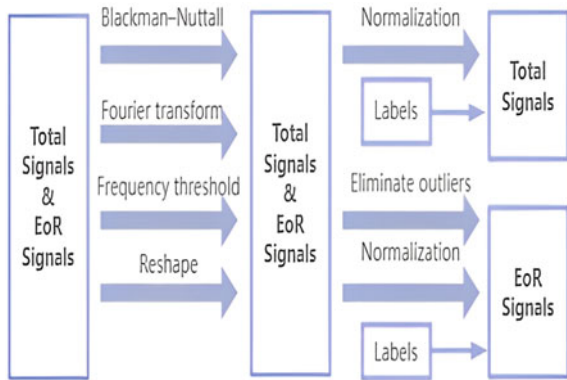 Blackman–Nuttall
Normalization
Total
Signals
Labels
Fourier transform
Total
Signals
&
EoR
Signals
Total
Signals
&
EoR
Signals
Frequency threshold
Eliminate outliers
Reshape
Normalization
EoR
Signals
Labels